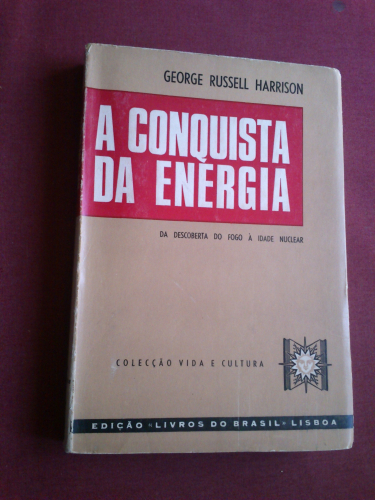 GEORGE RUSSELL HARRISON
A CONQUISTA
DA ENERGIA
DA DESCOBERTA DO FOGO À IDADE NUCLEAR
COLECÇÃO VIDA E CULTURA
EDIÇÃO «LIVROS DO BRASIL» LISBOA